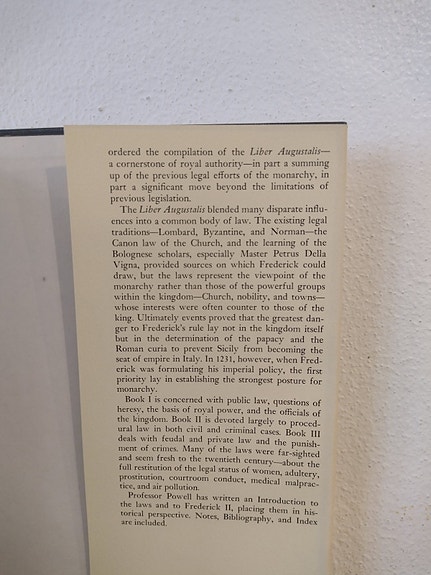 ordered the compilation of the Liber Augustalis—
a cornerstone of royal authority—in part a summing
up of the previous legal efforts of the monarchy, in
part a significant move beyond the limitations of
previous legislation.
The Liber Augustalis blended many disparate influ-
ences into a common body of law. The existing legal
traditions—Lombard, Byzantine, and Norman—the
Canon law of the Church, and the learning of the
Bolognese scholars, especially Master Petrus Della
Vigna, provided sources on which Frederick could
draw, but the laws represent the viewpoint of the
monarchy rather than those of the powerful groups
within the kingdom—Church, nobility, and towns—
whose interests were often counter to those of the
king. Ultimately events proved that the greatest dan-
ger to Frederick's rule lay not in the kingdom itself
but in the determination of the papacy and the
Roman curia to prevent Sicily from becoming the
seat of empire in Italy. In 1231, however, when Fred-
erick was formulating his imperial policy, the first
priority lay in establishing the strongest posture for
monarchy.
Book I is concerned with public law, questions of
heresy, the basis of royal power, and the officials of
the kingdom. Book II is devoted largely to proced-
ural law in both civil and criminal cases. Book III
deals with feudal and private law and the punish-
ment of crimes. Many of the laws were far-sighted
and seem fresh to the twentieth century—about the
full restitution of the legal status of women, adultery,
prostitution, courtroom conduct, medical malprac-
tice, and air pollution.
Professor Powell has written an Introduction to
the laws and to Frederick II, placing them in his-
torical perspective. Notes, Bibliography, and Index
are included.